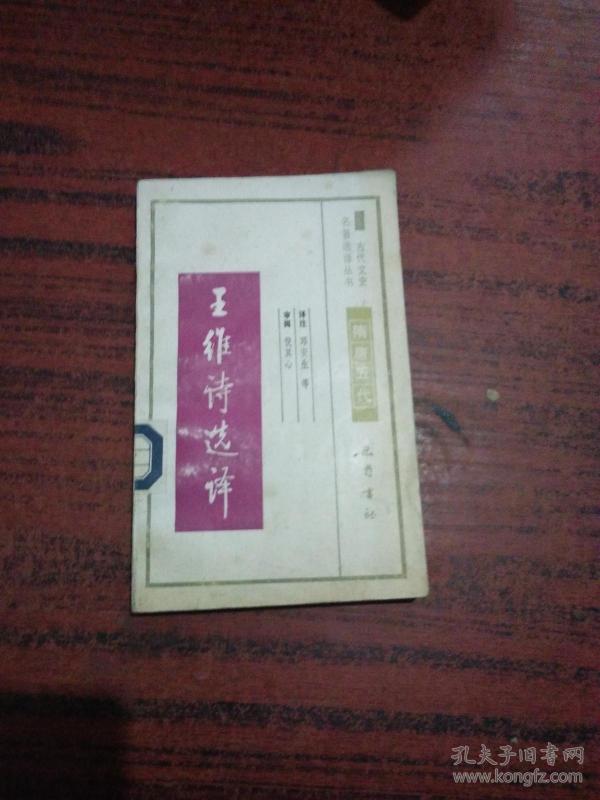 古代文史
名著选译丛书
隋唐五代
巴蜀书社
译注 邓安生 等
审阅 倪其心
王维诗选译
孔夫子旧书网
www.kongfz.com